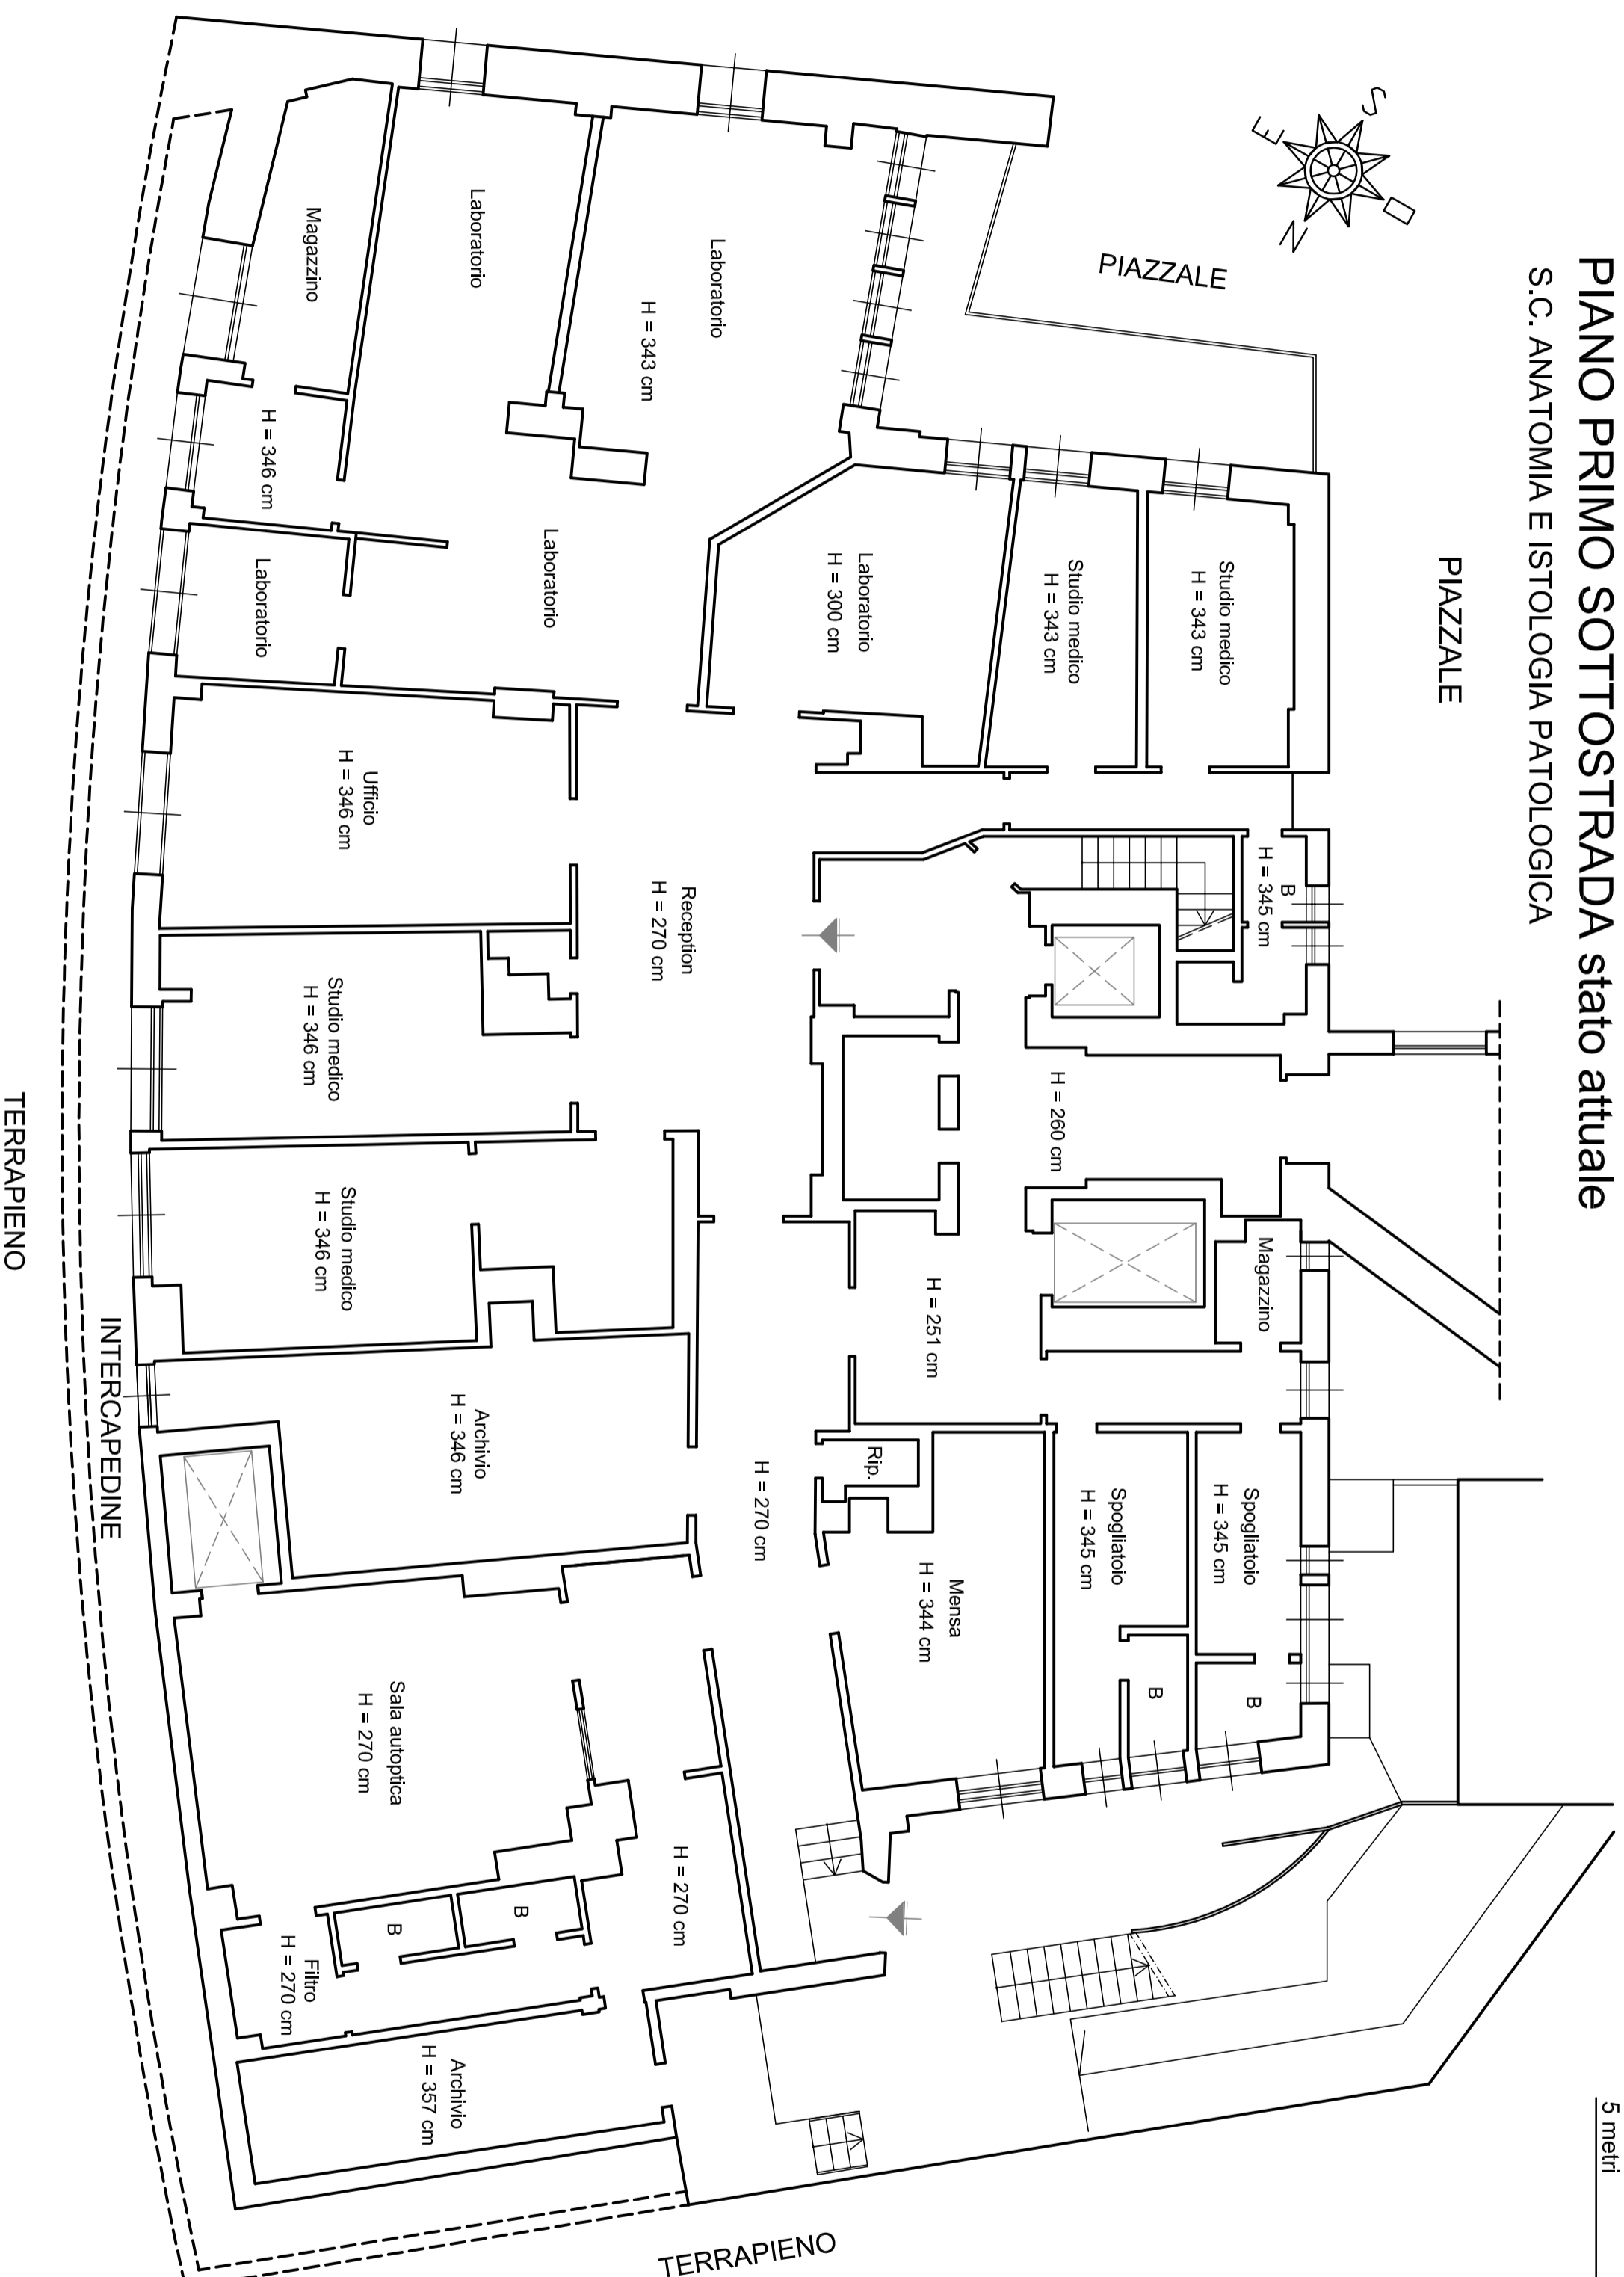 PIANO PRIMO SOTTOSTRADA stato attuale
S.C. ANATOMIA E ISTOLOGIA PATOLOGICA
5 metri
S
E
N
PIAZZALE
PIAZZALE
B
H = 345 cm
Studio medico
H = 343 cm
Studio medico
H = 343 cm
Laboratorio
H = 300 cm
Laboratorio
H = 343 cm
Laboratorio
Laboratorio
Magazzino
H = 346 cm
Laboratorio
Magazzino
Spogliatoio
H = 345 cm
B
Spogliatoio
H = 345 cm
B
H = 260 cm
H = 251 cm
Mensa
H = 344 cm
Rip.
H = 270 cm
Reception
H = 270 cm
H = 270 cm
Ufficio
H = 346 cm
Studio medico
H = 346 cm
Studio medico
H = 346 cm
Archivio
H = 346 cm
Sala autoptica
H = 270 cm
B
B
Filtro
H = 270 cm
Archivio
H = 357 cm
INTERCAPEDINE
TERRAPIENO
TERRAPIENO